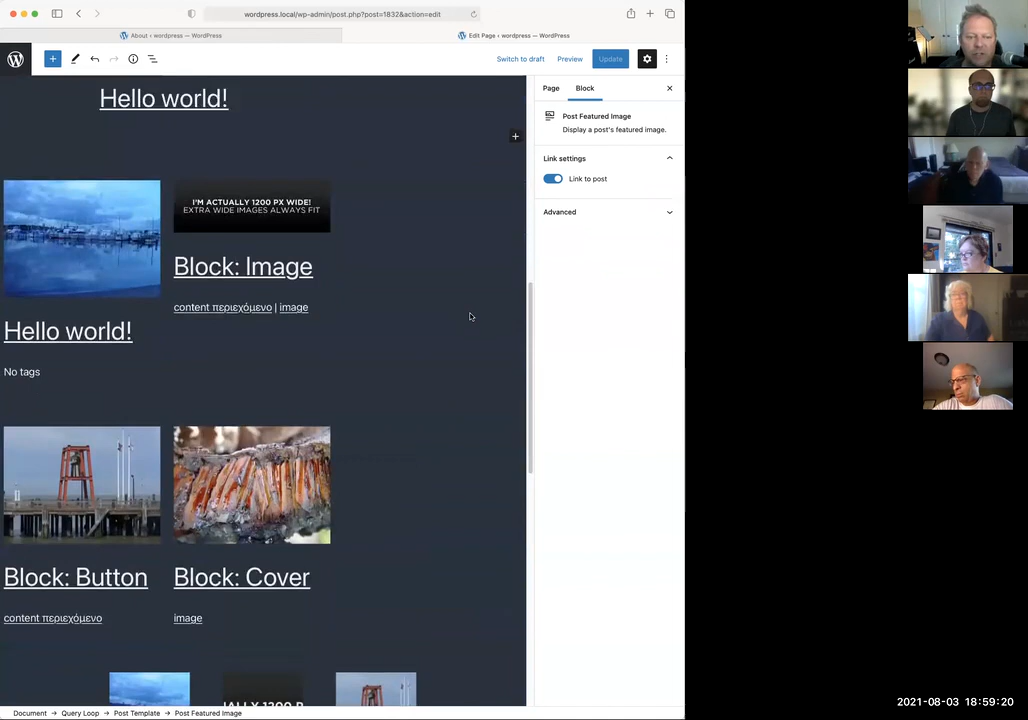 wordpress.local/wp-admin/post.php?post=1832&action=edit
About ‹ wordpress — WordPress
Edit Page ‹ wordpress — WordPress
Switch to draft
Preview
Update
Hello world!
I'M ACTUALLY 1200 PX WIDE!
EXTRA WIDE IMAGES ALWAYS FIT
Block: Image
content περιεχόμενο | image
Hello world!
No tags
Block: Button
content περιεχόμενο
Block: Cover
image
Page
Block
Post Featured Image
Display a post's featured image.
Link settings
Link to post
Advanced
Document → Query Loop → Post Template → Post Featured Image
2021-08-03 18:59:20